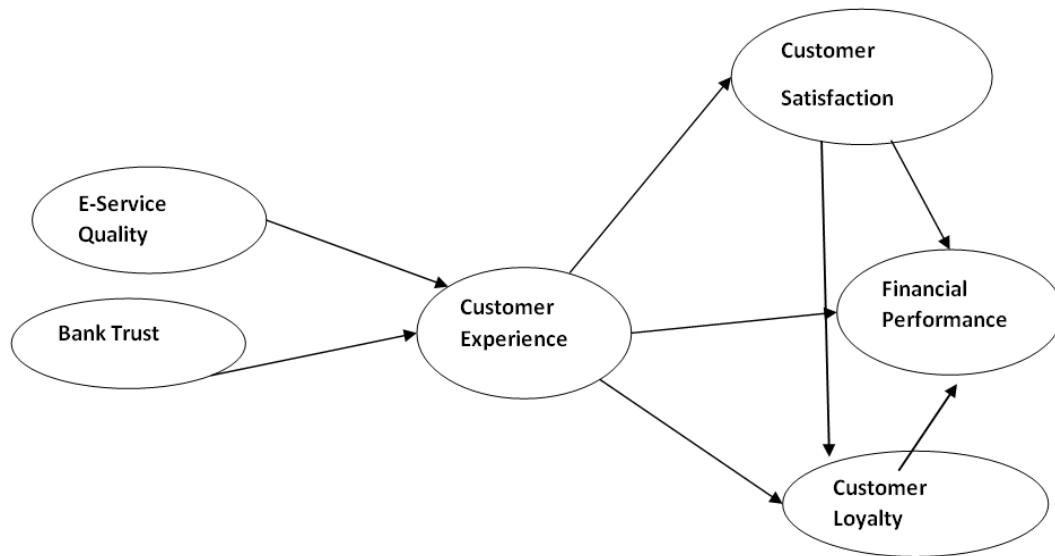 Customer
Satisfaction
E-Service
Quality
Bank Trust
Customer
Experience
Financial
Performance
Customer
Loyalty